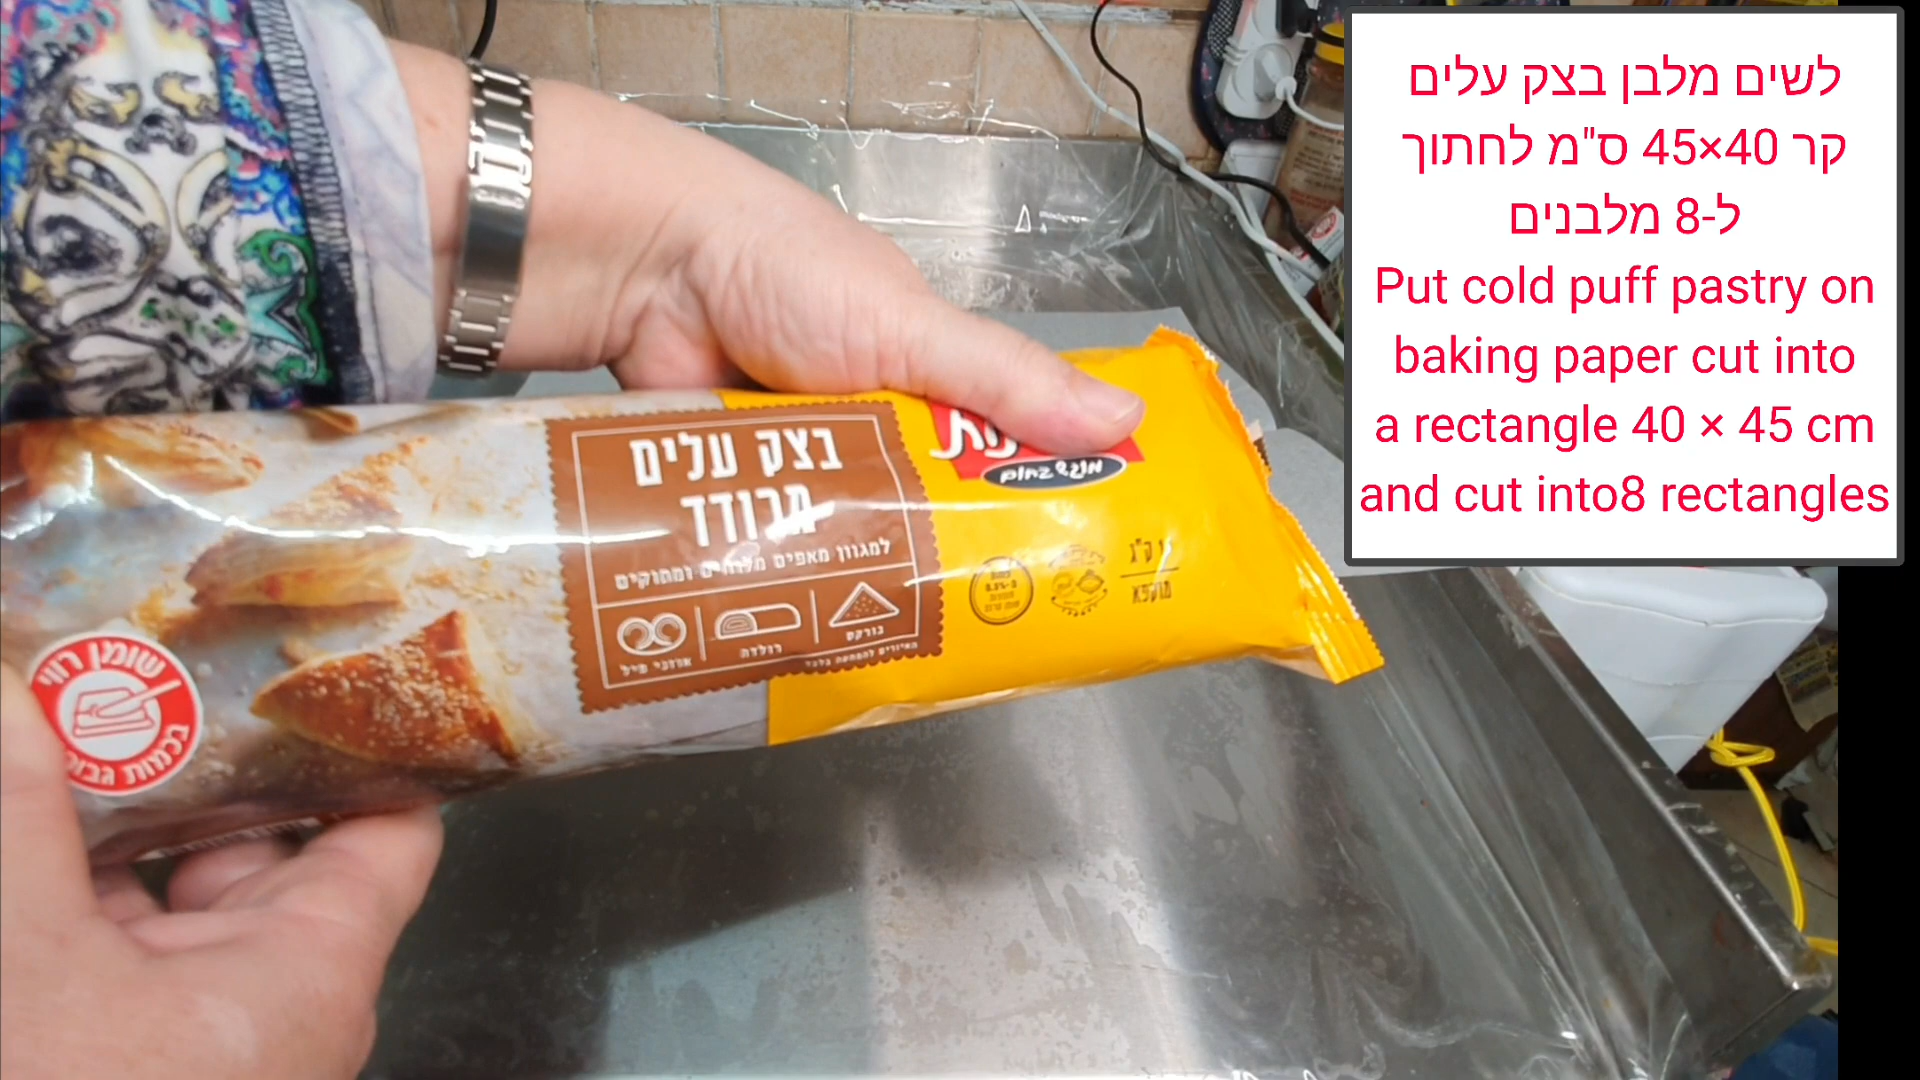 לשים מלבן בצק עלים
קר 40×45 ס"מ לחתוך
ל-8 מלבנים
Put cold puff pastry on
baking paper cut into
a rectangle 40 × 45 cm
and cut into8 rectangles
בצק עלים
מרודד
למגוון מאפים מלוחים ומתוקים
בורקס
רולדה
אוזני פיל
מוקפא
שומן רווי
בכמות